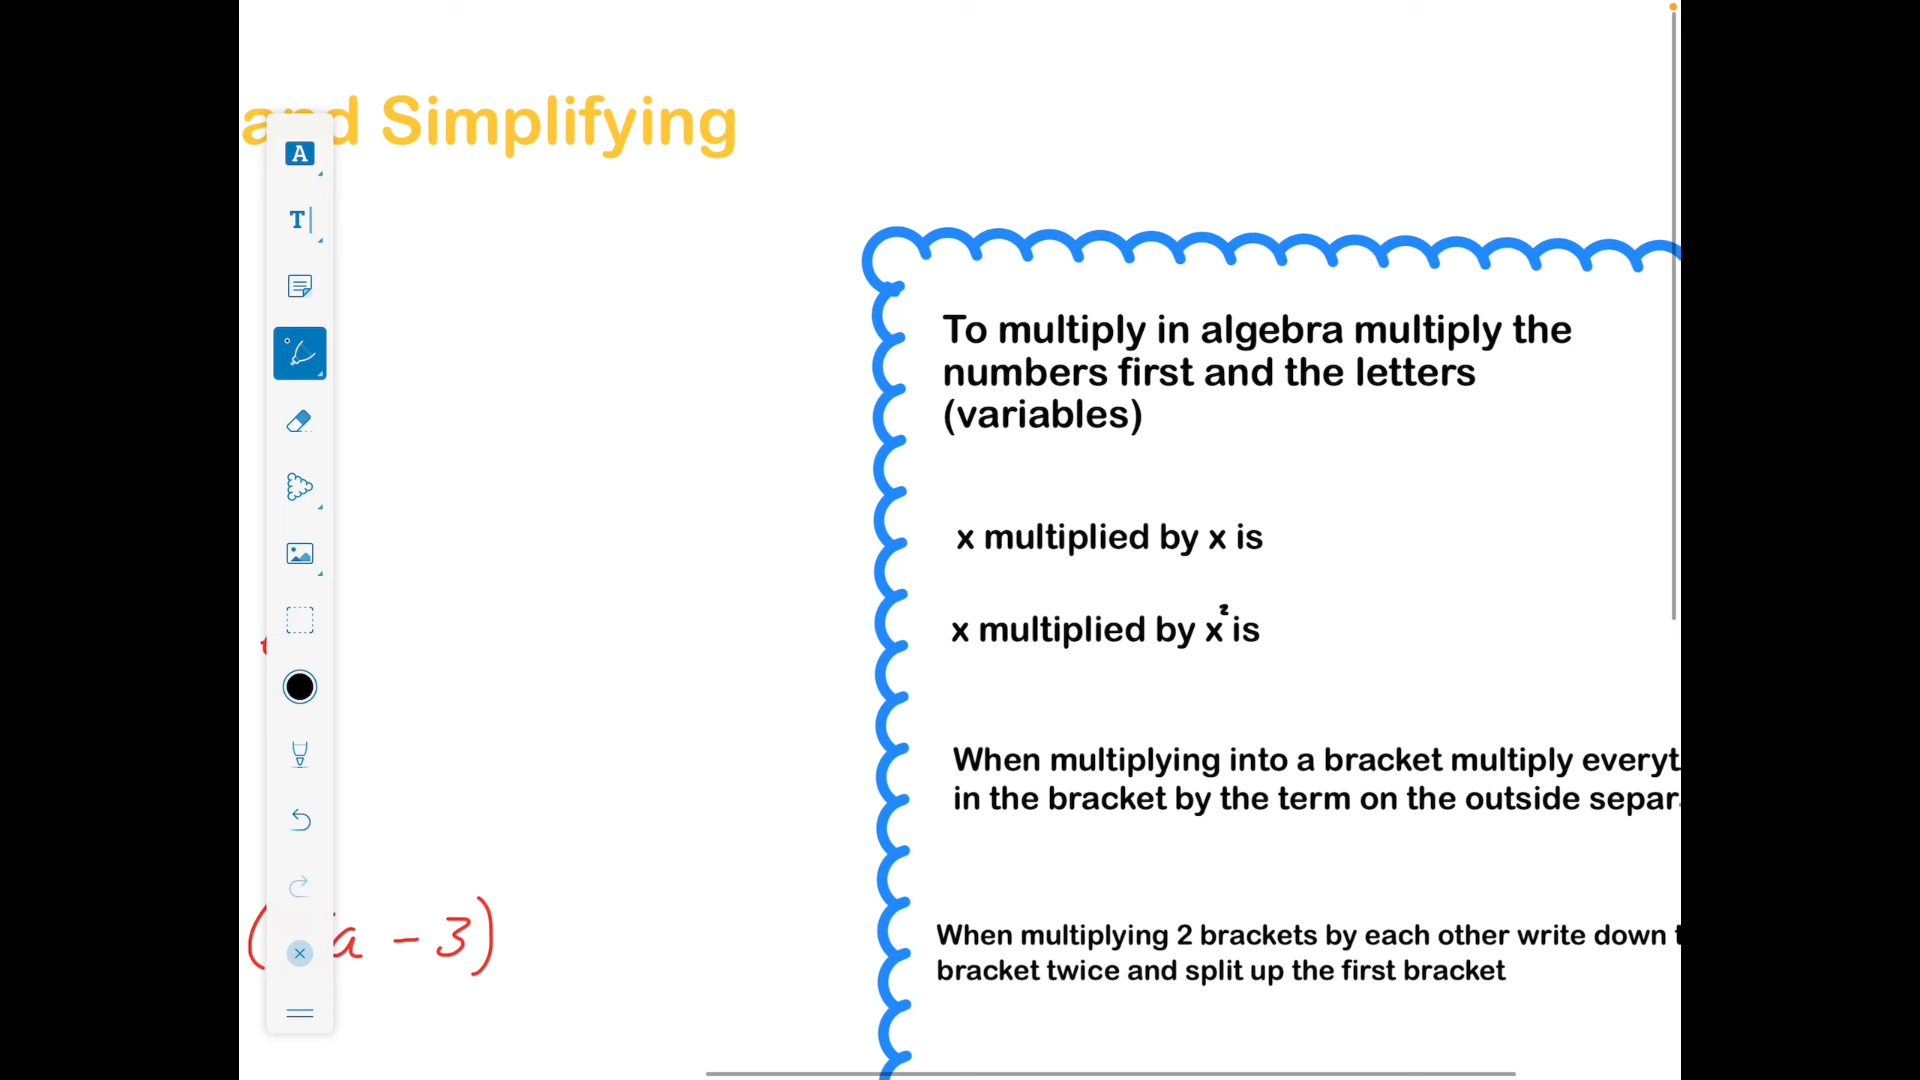 and Simplifying
To multiply in algebra multiply the
numbers first and the letters
(variables)
x multiplied by x is
x multiplied by x² is
When multiplying into a bracket multiply everyt
in the bracket by the term on the outside separ
(a - 3)
When multiplying 2 brackets by each other write down t
bracket twice and split up the first bracket